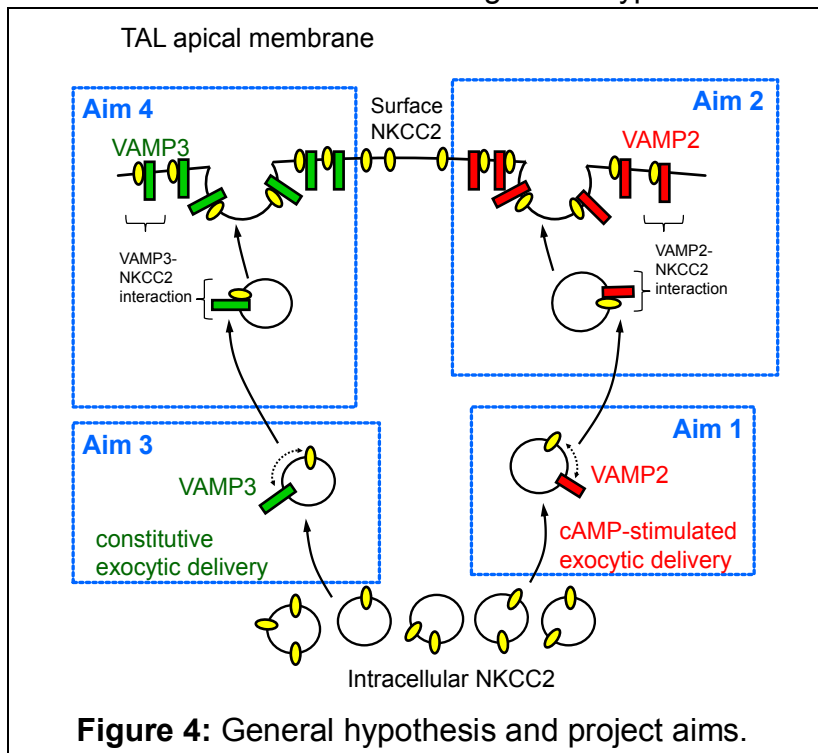 TAL apical membrane
Aim 4
Surface
NKCC2
Aim 2
VAMP3
VAMP2
VAMP3-
NKCC2
interaction
VAMP2-
NKCC2
interaction
Aim 3
Aim 1
VAMP3
VAMP2
constitutive
exocytic delivery
cAMP-stimulated
exocytic delivery
Intracellular NKCC2
Figure 4: General hypothesis and project aims.